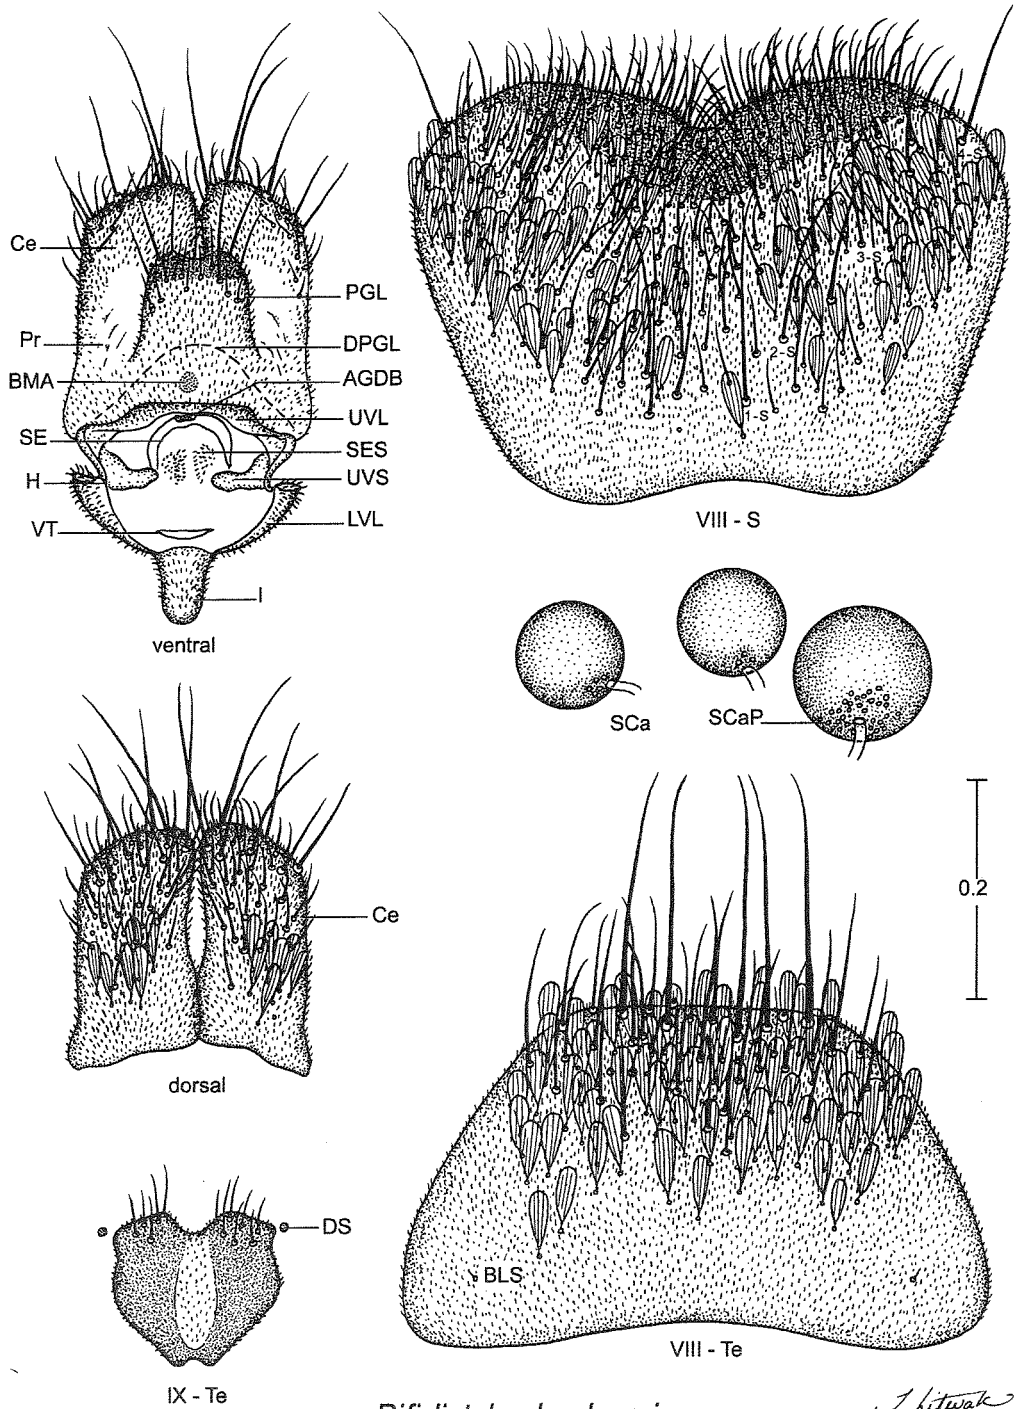 Ce
Pr
BMA
SE
H
VT
PGL
DPGL
AGDB
UVL
SES
UVS
LVL
I
ventral
3-S
2-S
1-S
VIII - S
SCa
SCaP
0.2
Ce
dorsal
DS
IX - Te
BLS
VIII - Te